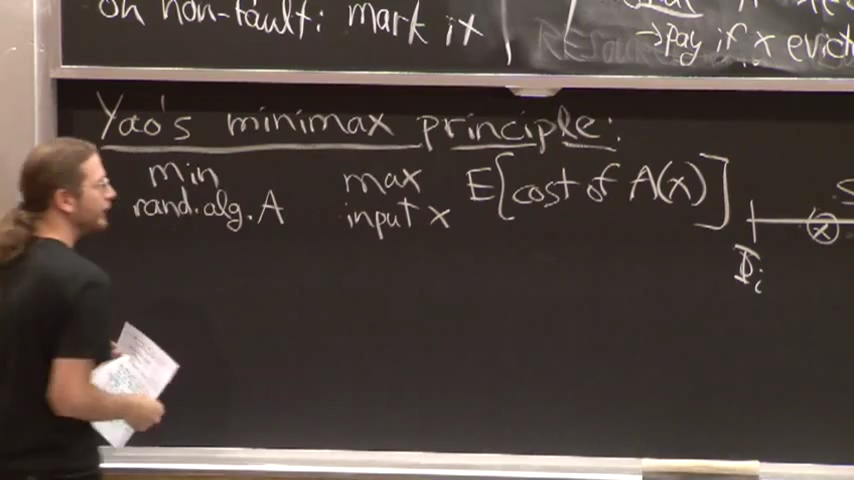 on non-fault: mark it
→pay if x evict
Yao's minimax principle:
min max E[cost of A(x)]
rand. alg. A input x
x
Φi